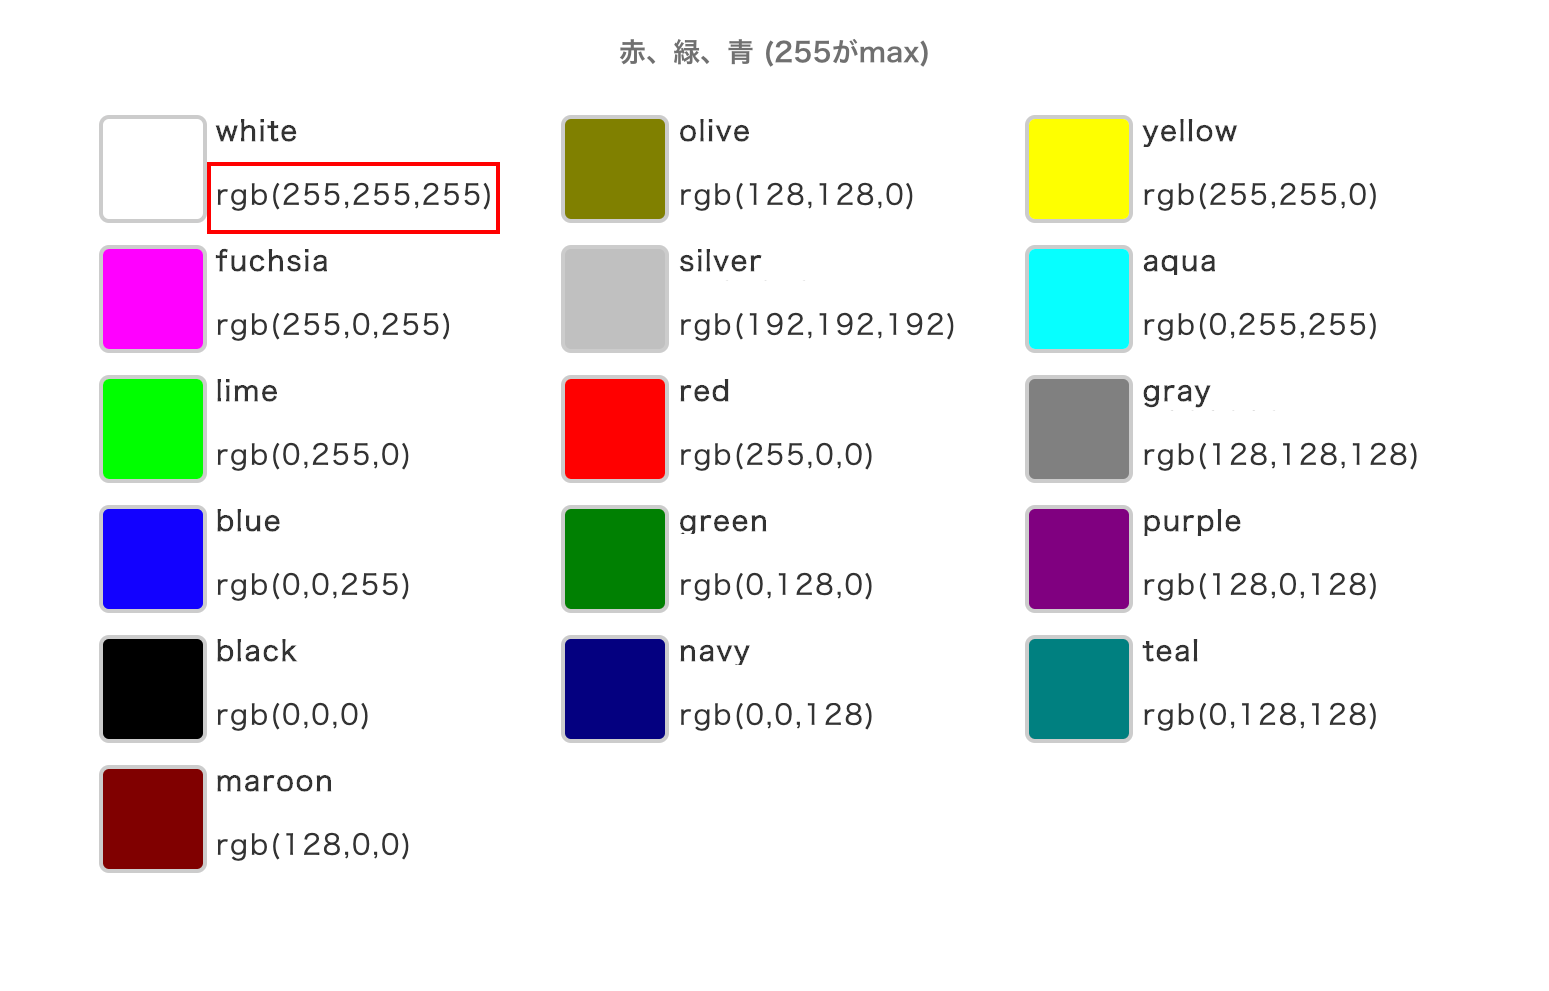 赤、緑、青 (255がmax)
white
rgb(255,255,255)
olive
rgb(128,128,0)
yellow
rgb(255,255,0)
fuchsia
rgb(255,0,255)
silver
rgb(192,192,192)
aqua
rgb(0,255,255)
lime
rgb(0,255,0)
red
rgb(255,0,0)
gray
rgb(128,128,128)
blue
rgb(0,0,255)
green
rgb(0,128,0)
purple
rgb(128,0,128)
black
rgb(0,0,0)
navy
rgb(0,0,128)
teal
rgb(0,128,128)
maroon
rgb(128,0,0)